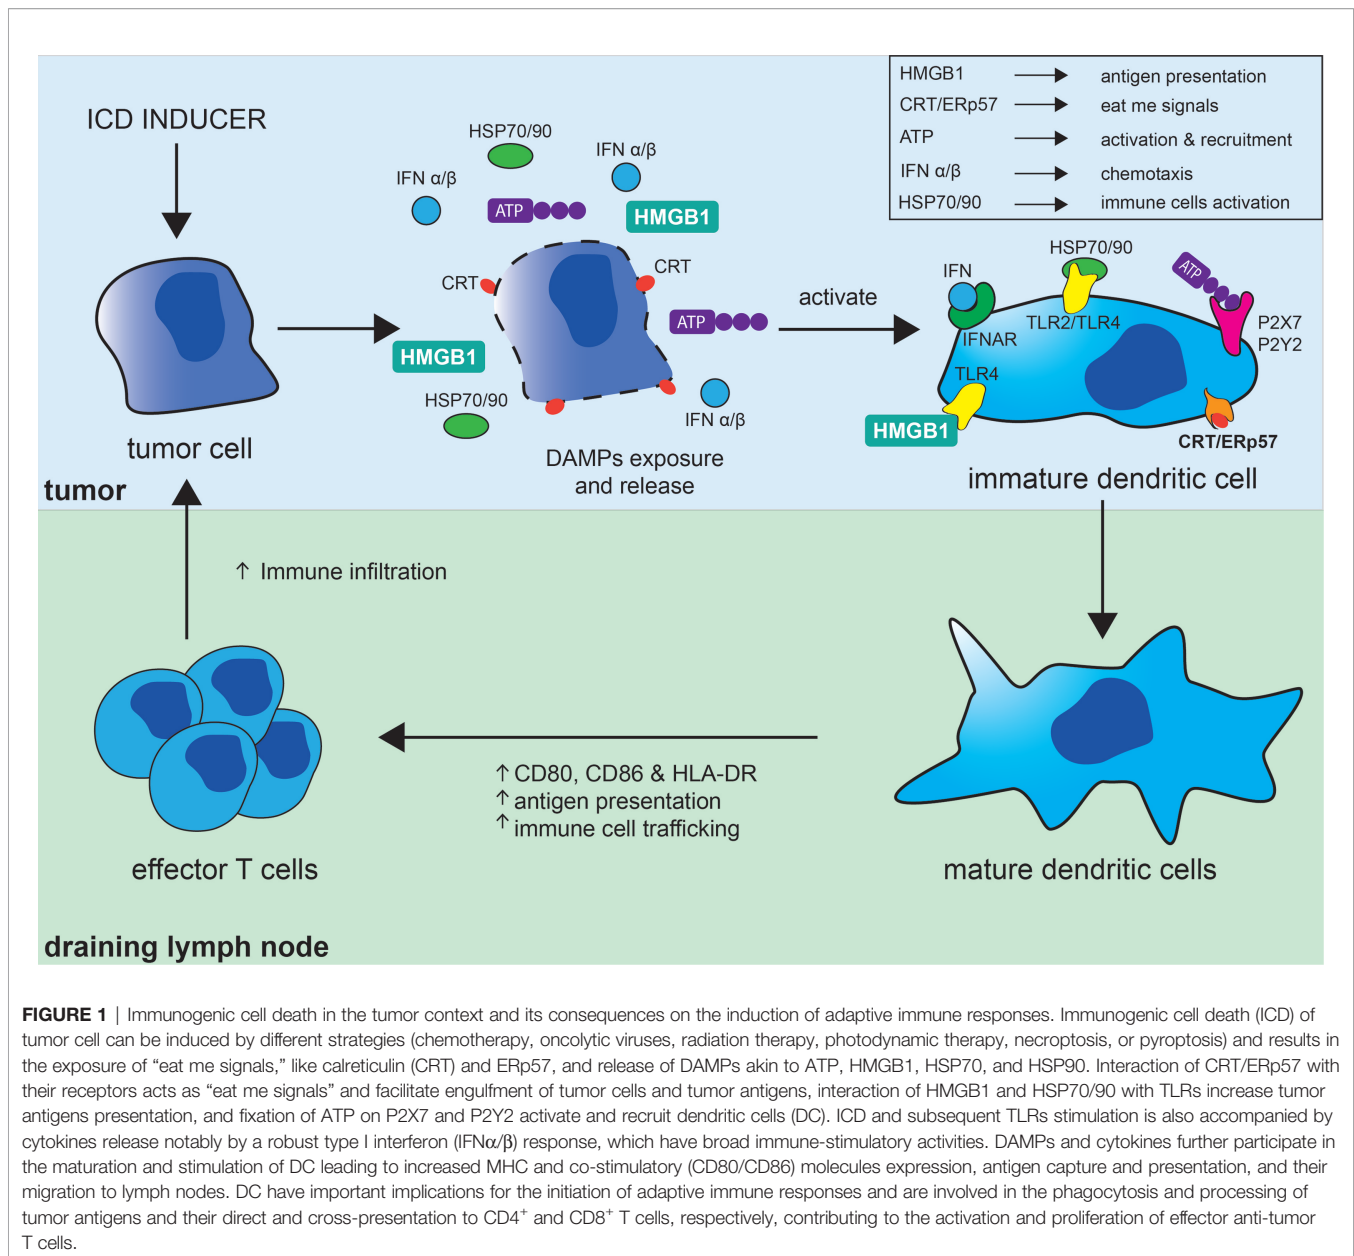 HMGB1 → antigen presentation
CRT/ERp57 → eat me signals
ATP → activation & recruitment
IFN α/β → chemotaxis
HSP70/90 → immune cells activation
ICD INDUCER
HSP70/90
IFN α/β
IFN α/β
ATP
HMGB1
CRT
CRT
ATP
HMGB1
HSP70/90
IFN α/β
activate
HSP70/90
IFN
ATP
TLR2/TLR4
IFNAR
P2X7
P2Y2
TLR4
HMGB1
CRT/ERp57
tumor cell
DAMPs exposure
and release
immature dendritic cell
tumor
↑ Immune infiltration
↑ CD80, CD86 & HLA-DR
↑ antigen presentation
↑ immune cell trafficking
effector T cells
mature dendritic cells
draining lymph node
FIGURE 1 | Immunogenic cell death in the tumor context and its consequences on the induction of adaptive immune responses. Immunogenic cell death (ICD) of
tumor cell can be induced by different strategies (chemotherapy, oncolytic viruses, radiation therapy, photodynamic therapy, necroptosis, or pyroptosis) and results in
the exposure of “eat me signals,” like calreticulin (CRT) and ERp57, and release of DAMPs akin to ATP, HMGB1, HSP70, and HSP90. Interaction of CRT/ERp57 with
their receptors acts as “eat me signals” and facilitate engulfment of tumor cells and tumor antigens, interaction of HMGB1 and HSP70/90 with TLRs increase tumor
antigens presentation, and fixation of ATP on P2X7 and P2Y2 activate and recruit dendritic cells (DC). ICD and subsequent TLRs stimulation is also accompanied by
cytokines release notably by a robust type I interferon (IFNα/β) response, which have broad immune-stimulatory activities. DAMPs and cytokines further participate in
the maturation and stimulation of DC leading to increased MHC and co-stimulatory (CD80/CD86) molecules expression, antigen capture and presentation, and their
migration to lymph nodes. DC have important implications for the initiation of adaptive immune responses and are involved in the phagocytosis and processing of
tumor antigens and their direct and cross-presentation to CD4⁺ and CD8⁺ T cells, respectively, contributing to the activation and proliferation of effector anti-tumor
T cells.